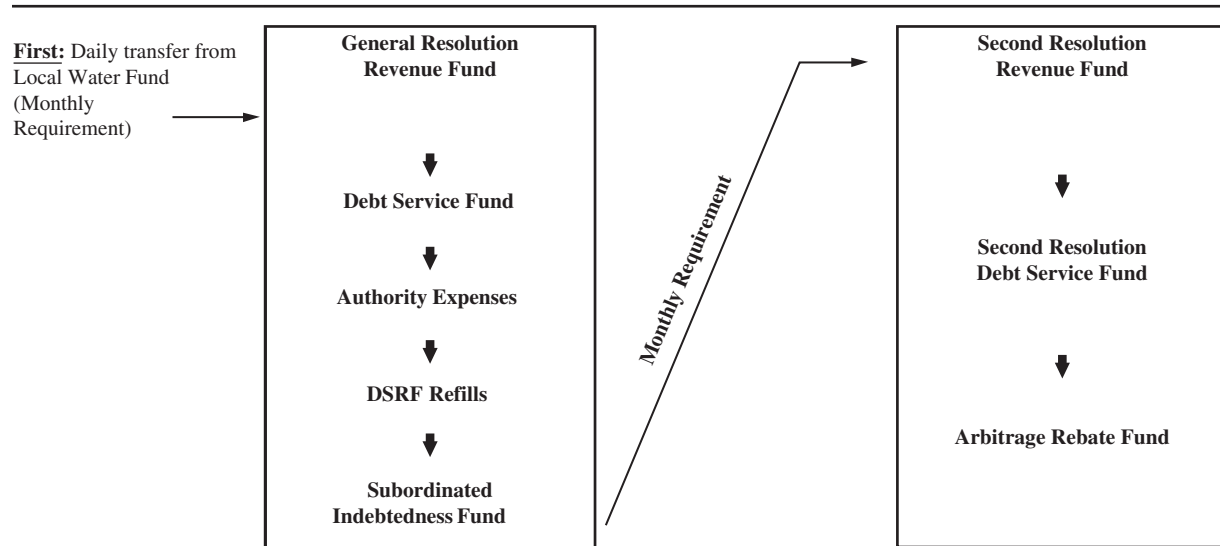 First: Daily transfer from
Local Water Fund
(Monthly
Requirement)
General Resolution
Revenue Fund
Debt Service Fund
Authority Expenses
DSRF Refills
Subordinated
Indebtedness Fund
Monthly Requirement
Second Resolution
Revenue Fund
Second Resolution
Debt Service Fund
Arbitrage Rebate Fund